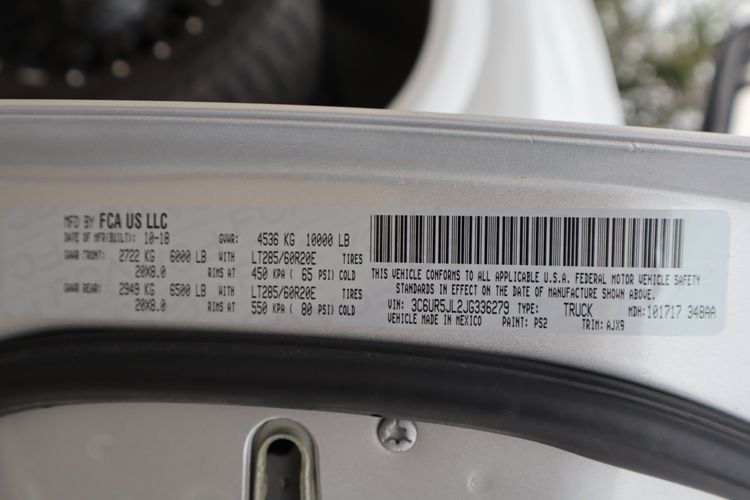 MFD BY FCA US LLC
DATE OF MFR(BUILT): 10-18 GVWR: 4536 KG 10000 LB
GAWR FRONT: 2722 KG 6000 LB WITH LT285/60R20E TIRES
20X8.0 RIMS AT 450 KPA ( 65 PSI) COLD
GAWR REAR: 2949 KG 6500 LB WITH LT285/60R20E TIRES
20X8.0 RIMS AT 550 KPA ( 80 PSI) COLD
THIS VEHICLE CONFORMS TO ALL APPLICABLE U.S.A. FEDERAL MOTOR VEHICLE SAFETY
STANDARDS IN EFFECT ON THE DATE OF MANUFACTURE SHOWN ABOVE.
VIN: 3C6UR5JL2JG336279 TYPE: TRUCK MDH: 101717 348AA
VEHICLE MADE IN MEXICO PAINT: PS2 TRIM: AJX9